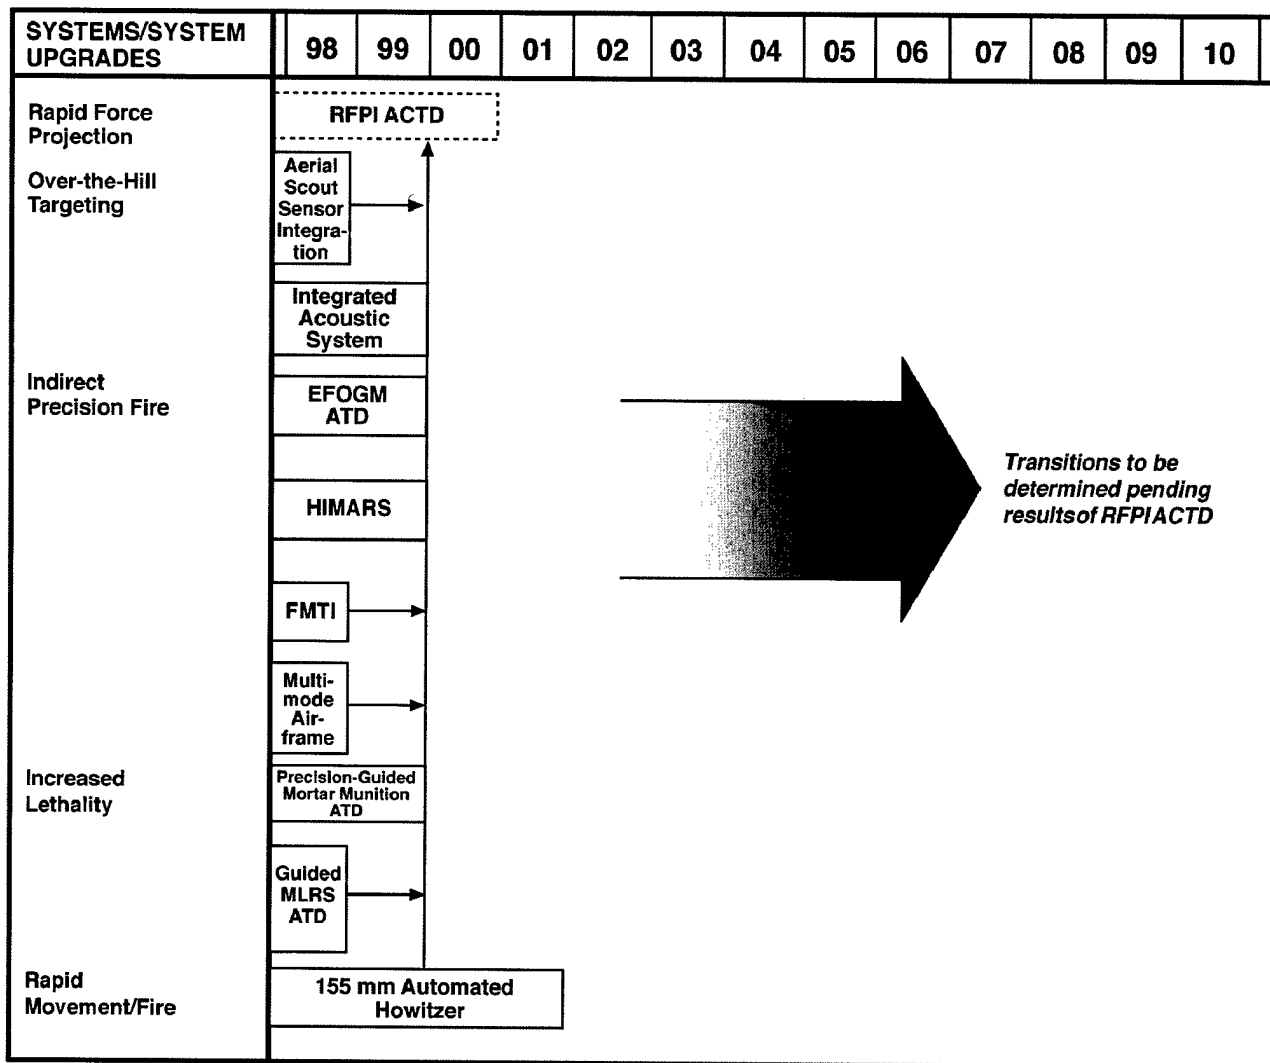 SYSTEMS/SYSTEM
UPGRADES
98 99 00 01 02 03 04 05 06 07 08 09 10
Rapid Force
Projection
RFPI ACTD
Over-the-Hill
Targeting
Aerial
Scout
Sensor
Integra-
tion
Integrated
Acoustic
System
Indirect
Precision Fire
EFOGM
ATD
HIMARS
Transitions to be
determined pending
results of RFPI ACTD
FMTI
Multi-
mode
Air-
frame
Increased
Lethality
Precision-Guided
Mortar Munition
ATD
Guided
MLRS
ATD
Rapid
Movement/Fire
155 mm Automated
Howitzer